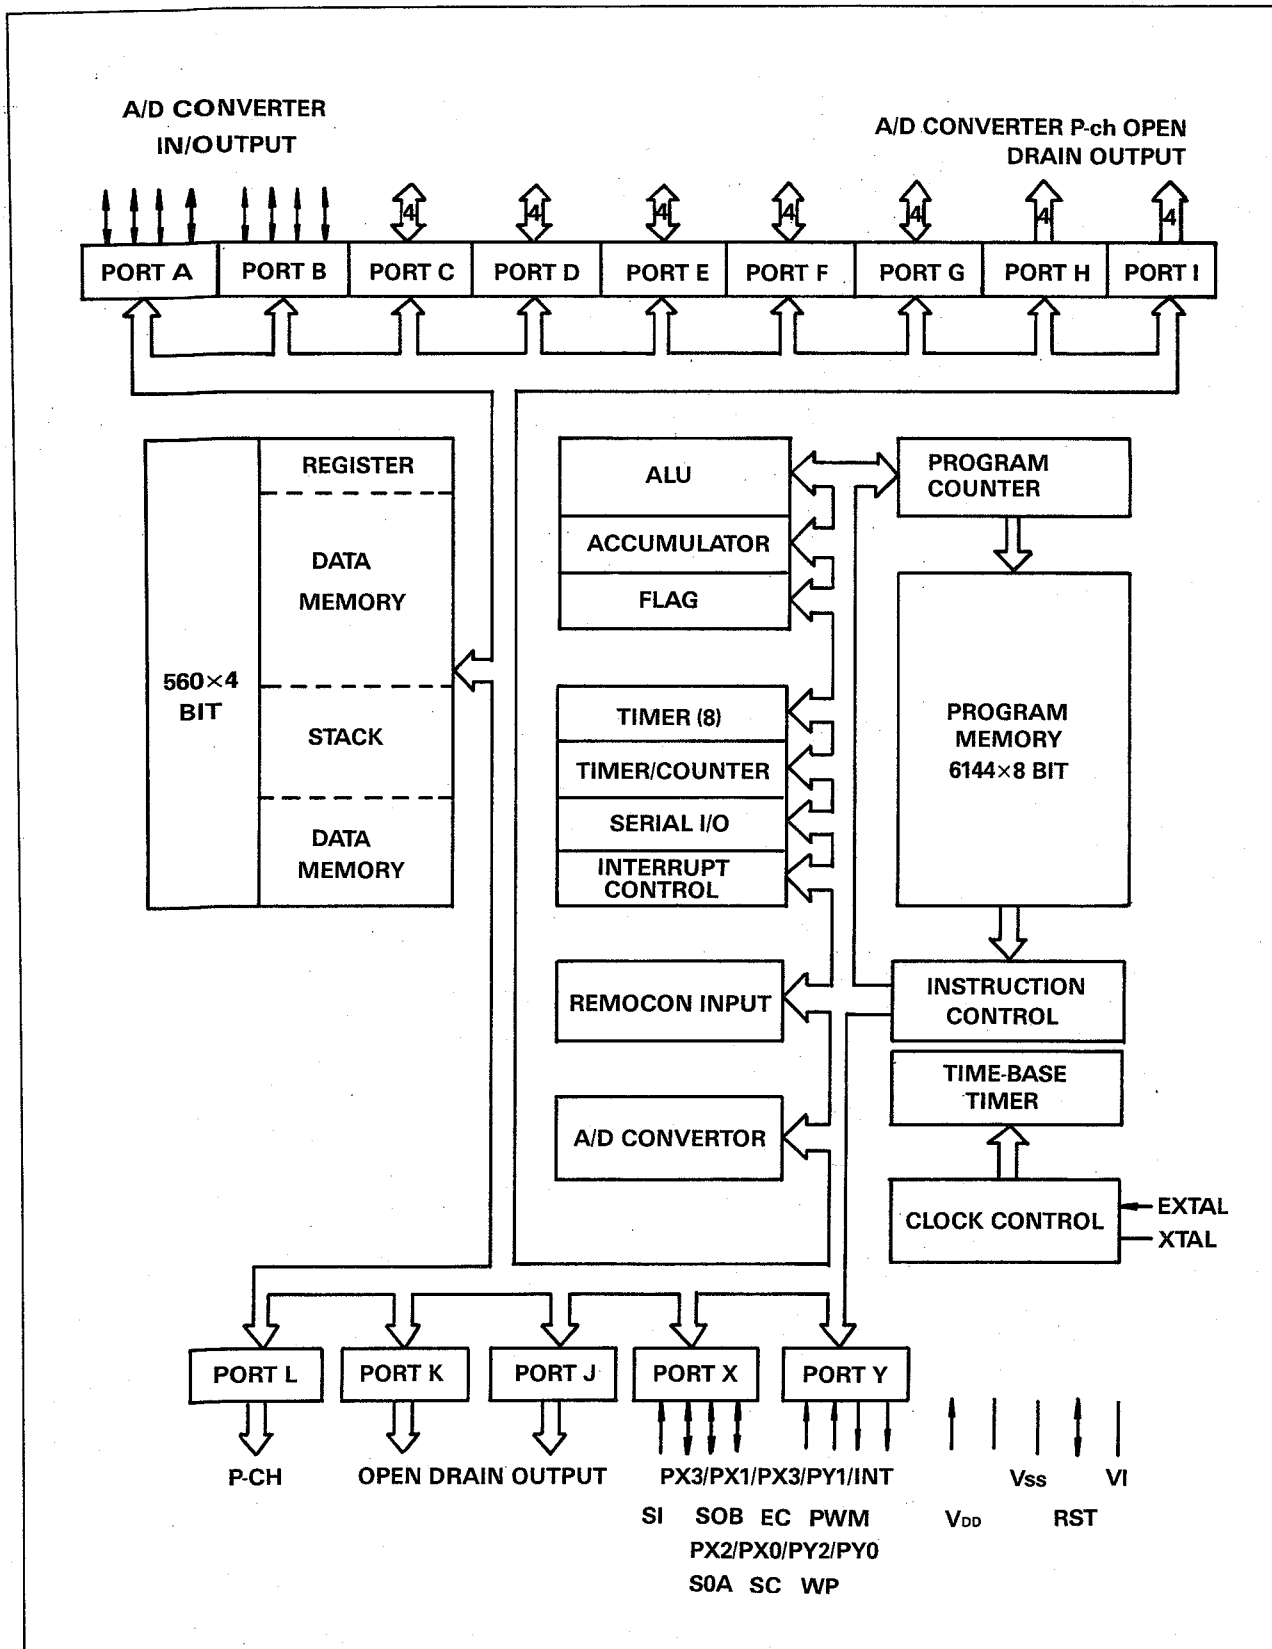 A/D CONVERTER
IN/OUTPUT
A/D CONVERTER P-ch OPEN
DRAIN OUTPUT
4 4 4 4 4 4 4
PORT A PORT B PORT C PORT D PORT E PORT F PORT G PORT H PORT I
560×4
BIT
REGISTER
DATA
MEMORY
STACK
DATA
MEMORY
ALU
ACCUMULATOR
FLAG
TIMER (8)
TIMER/COUNTER
SERIAL I/O
INTERRUPT
CONTROL
REMOCON INPUT
A/D CONVERTOR
PROGRAM
COUNTER
PROGRAM
MEMORY
6144×8 BIT
INSTRUCTION
CONTROL
TIME-BASE
TIMER
CLOCK CONTROL
EXTAL
XTAL
PORT L PORT K PORT J PORT X PORT Y
P-CH OPEN DRAIN OUTPUT PX3/PX1/PX3/PY1/INT VSS VI
SI SOB EC PWM VDD RST
PX2/PX0/PY2/PY0
S0A SC WP